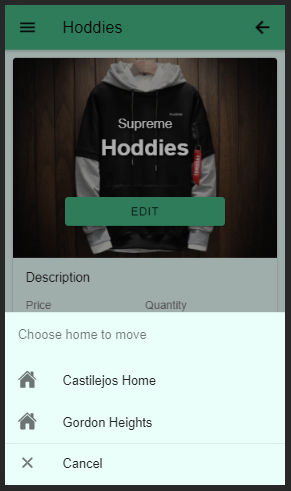 Hoddies
Supreme
Hoddies
EDIT
Description
Price Quantity
Choose home to move
Castilejos Home
Gordon Heights
Cancel